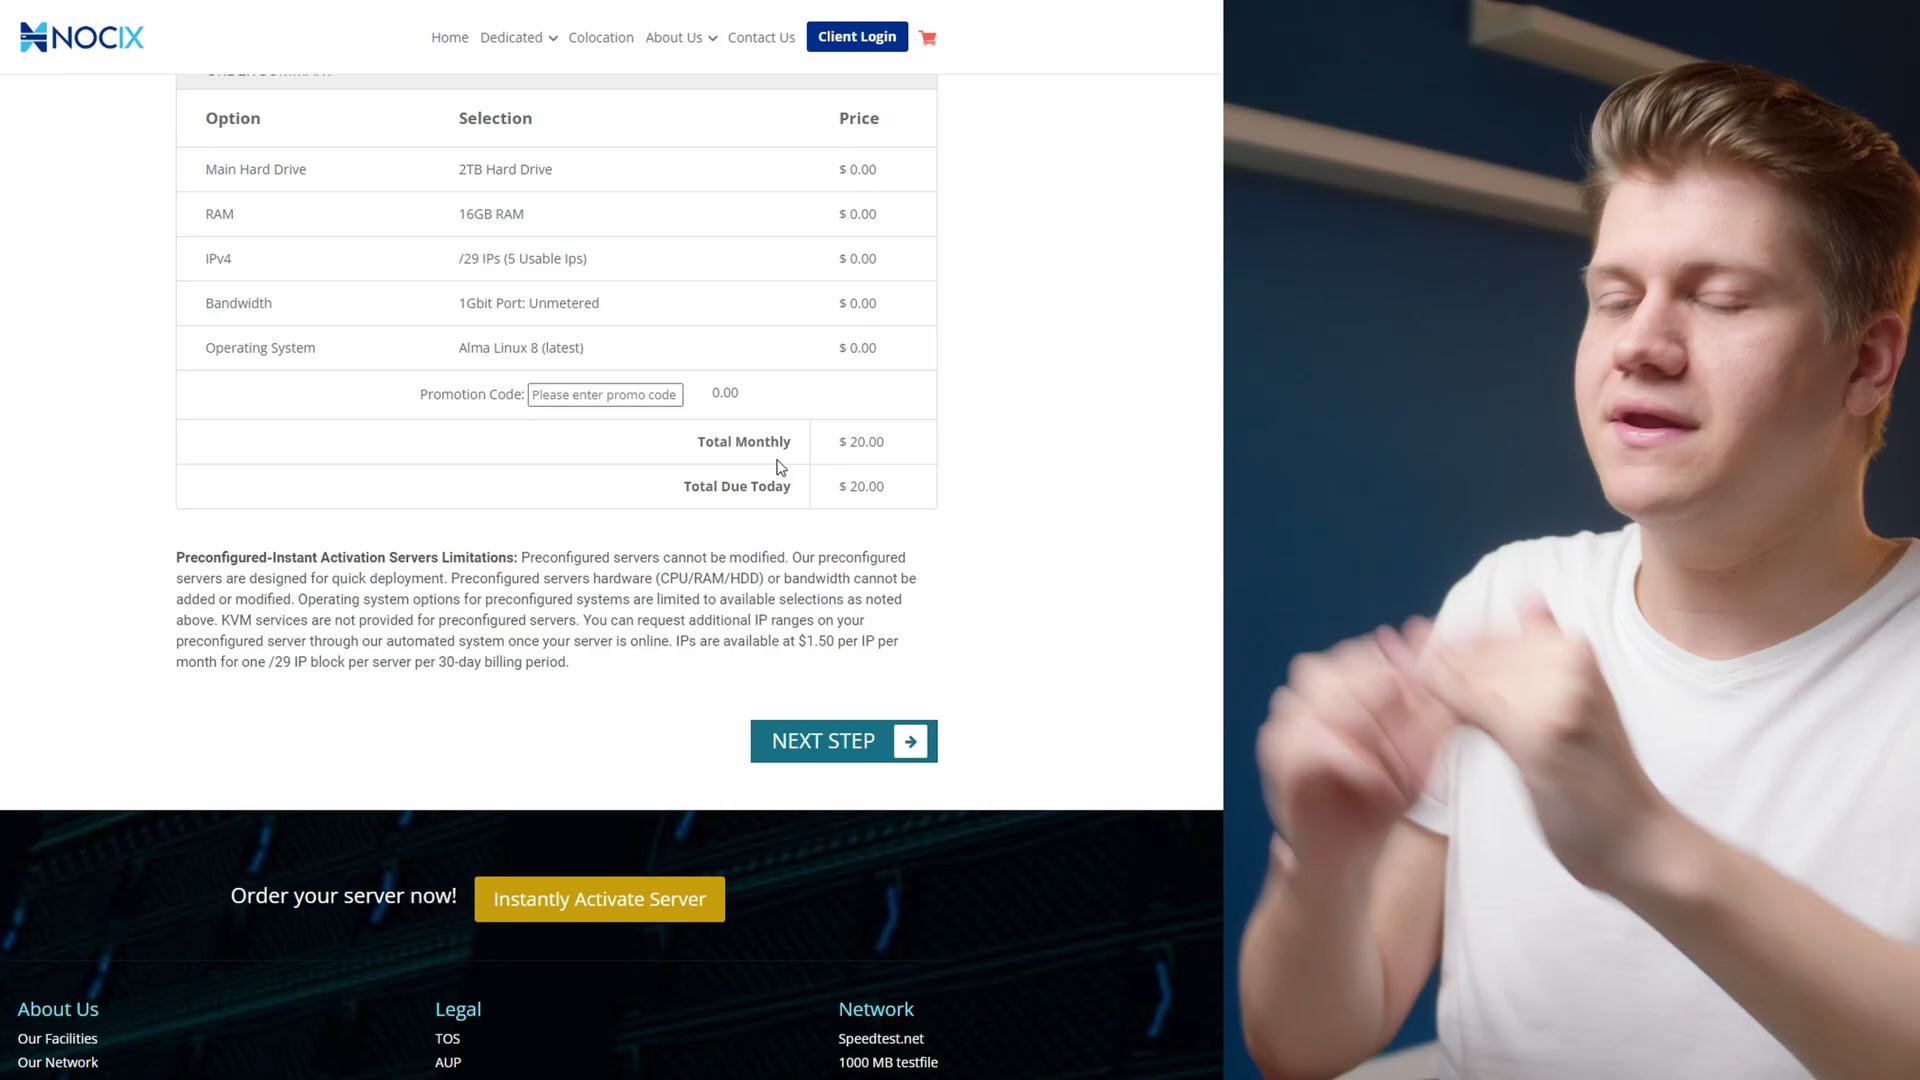 NOCIX
Home Dedicated Colocation About Us Contact Us Client Login
Option Selection Price
Main Hard Drive 2TB Hard Drive $ 0.00
RAM 16GB RAM $ 0.00
IPv4 /29 IPs (5 Usable Ips) $ 0.00
Bandwidth 1Gbit Port: Unmetered $ 0.00
Operating System Alma Linux 8 (latest) $ 0.00
Promotion Code: Please enter promo code 0.00
Total Monthly $ 20.00
Total Due Today $ 20.00
Preconfigured-Instant Activation Servers Limitations: Preconfigured servers cannot be modified. Our preconfigured
servers are designed for quick deployment. Preconfigured servers hardware (CPU/RAM/HDD) or bandwidth cannot be
added or modified. Operating system options for preconfigured systems are limited to available selections as noted
above. KVM services are not provided for preconfigured servers. You can request additional IP ranges on your
preconfigured server through our automated system once your server is online. IPs are available at $1.50 per IP per
month for one /29 IP block per server per 30-day billing period.
NEXT STEP
Order your server now! Instantly Activate Server
About Us Legal Network
Our Facilities TOS Speedtest.net
Our Network AUP 1000 MB testfile